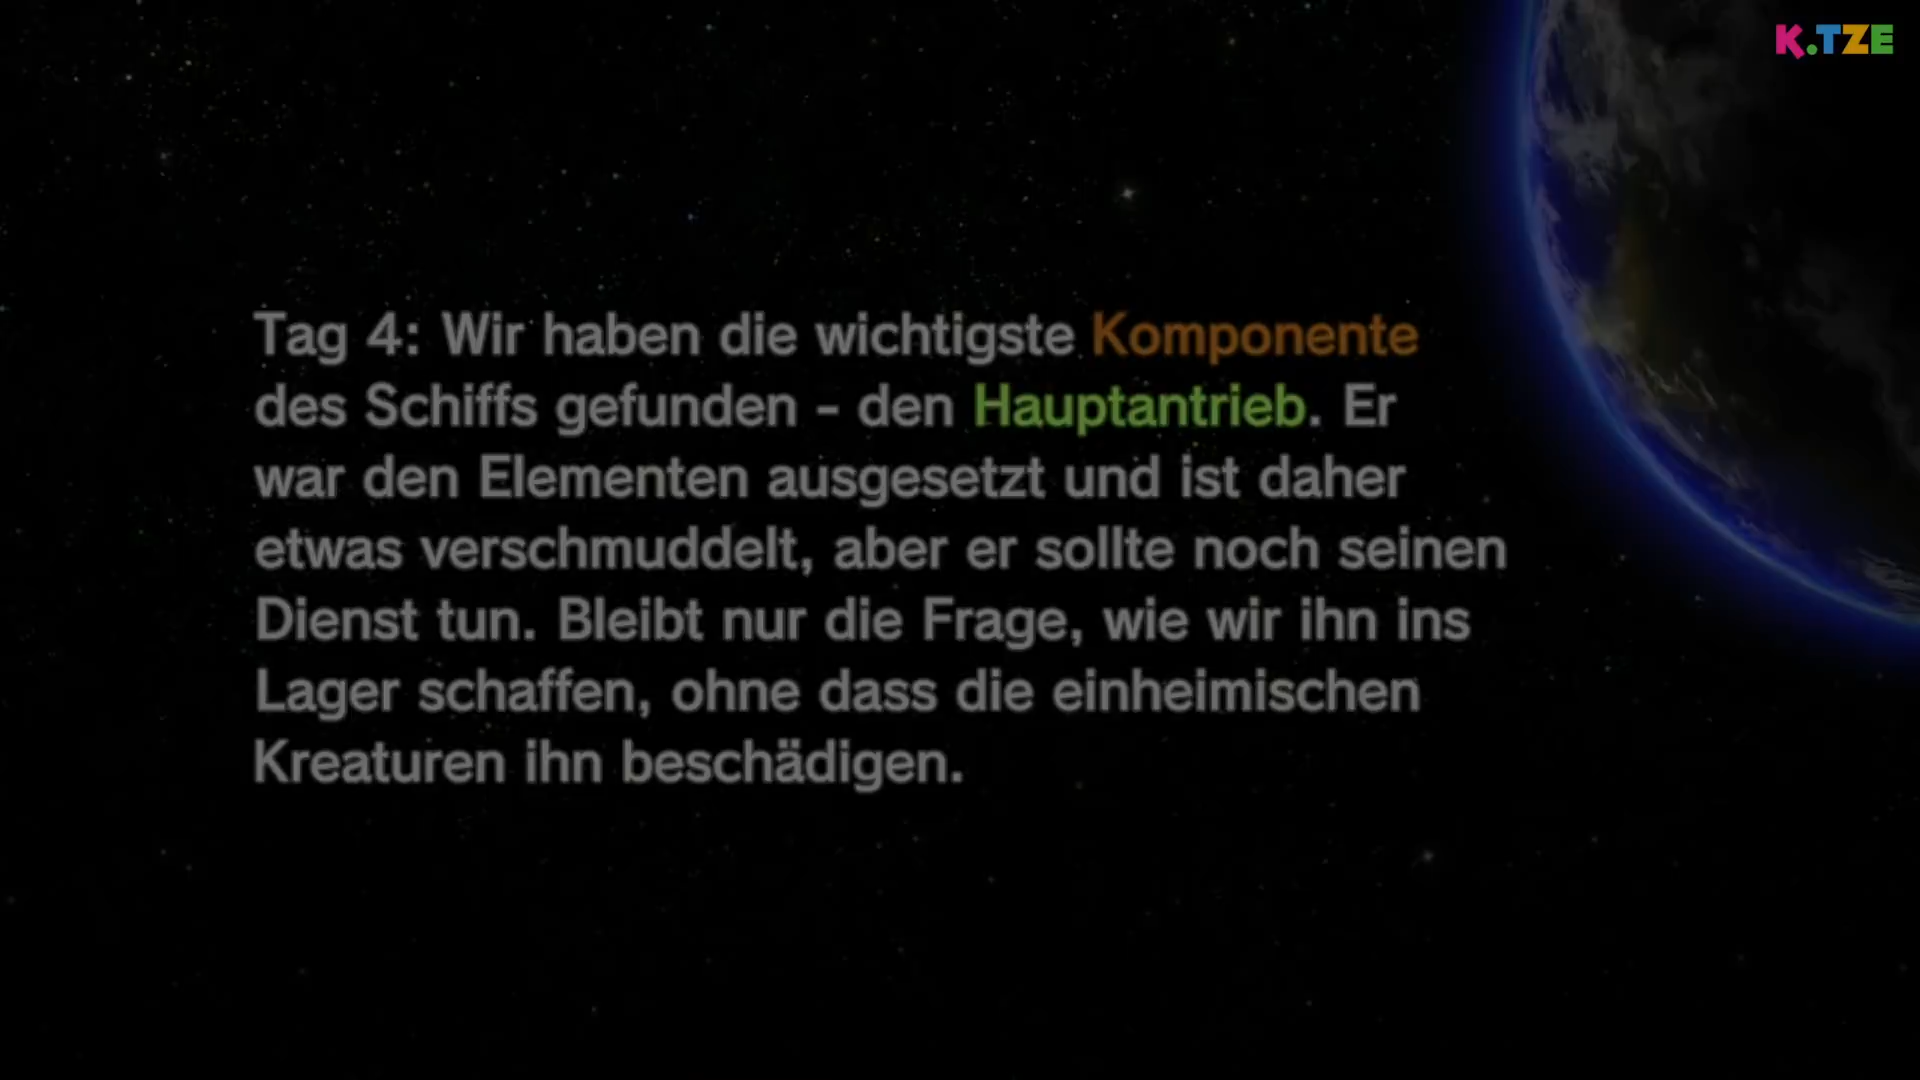 K.TZE
Tag 4: Wir haben die wichtigste Komponente
des Schiffs gefunden - den Hauptantrieb. Er
war den Elementen ausgesetzt und ist daher
etwas verschmuddelt, aber er sollte noch seinen
Dienst tun. Bleibt nur die Frage, wie wir ihn ins
Lager schaffen, ohne dass die einheimischen
Kreaturen ihn beschädigen.